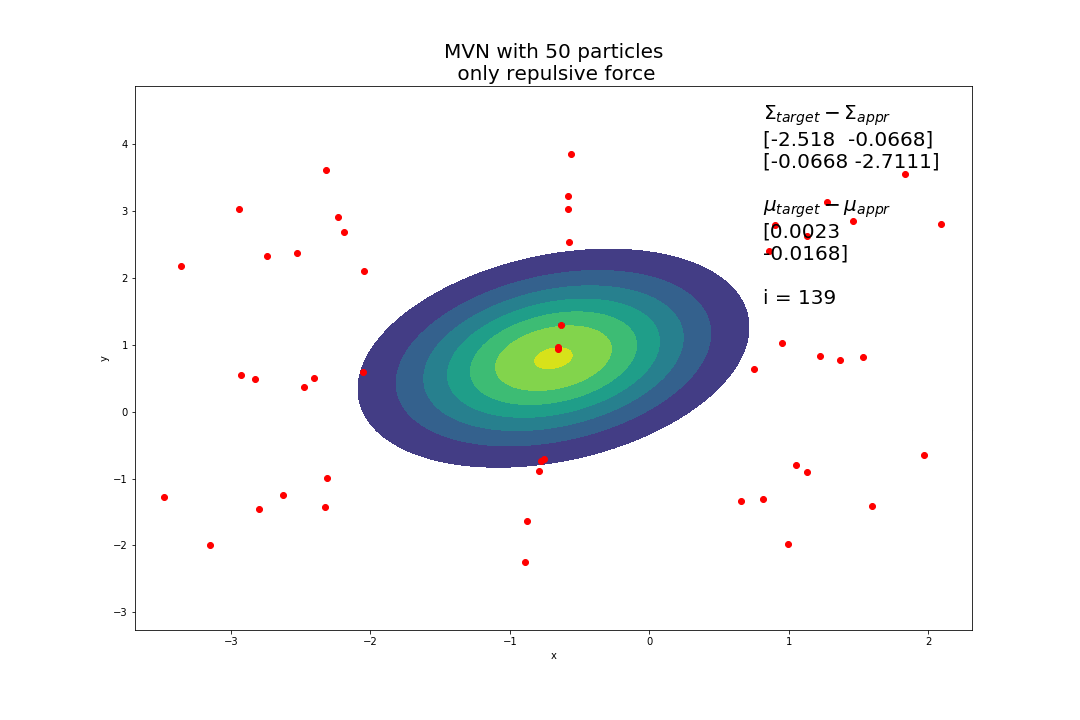 MVN with 50 particles
only repulsive force
Σtarget − Σappr
[-2.518  -0.0668]
[-0.0668 -2.7111]
μtarget − μappr
[0.0023
-0.0168]
i = 139
4
3
2
1
0
−1
−2
−3
y
−3 −2 −1 0 1 2
x